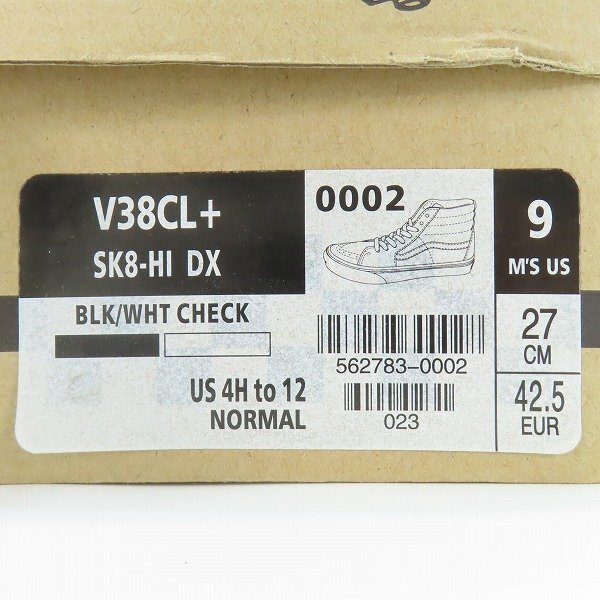 V38CL+
SK8-HI DX
0002
9
M'S US
BLK/WHT CHECK
27
CM
562783-0002
US 4H to 12
NORMAL
023
42.5
EUR